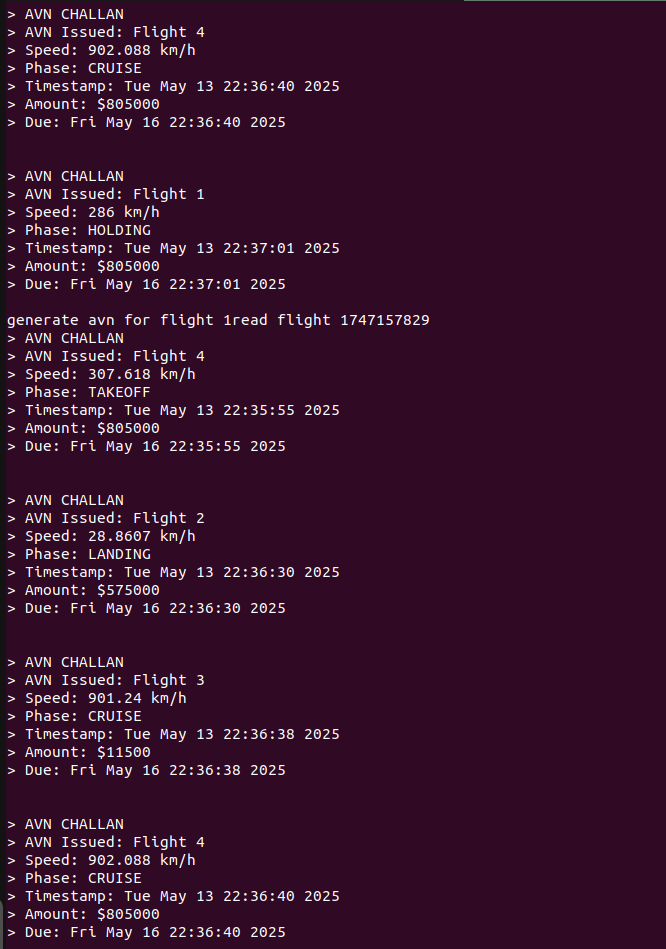 > AVN CHALLAN
> AVN Issued: Flight 4
> Speed: 902.088 km/h
> Phase: CRUISE
> Timestamp: Tue May 13 22:36:40 2025
> Amount: $805000
> Due: Fri May 16 22:36:40 2025
> AVN CHALLAN
> AVN Issued: Flight 1
> Speed: 286 km/h
> Phase: HOLDING
> Timestamp: Tue May 13 22:37:01 2025
> Amount: $805000
> Due: Fri May 16 22:37:01 2025
generate avn for flight 1read flight 1747157829
> AVN CHALLAN
> AVN Issued: Flight 4
> Speed: 307.618 km/h
> Phase: TAKEOFF
> Timestamp: Tue May 13 22:35:55 2025
> Amount: $805000
> Due: Fri May 16 22:35:55 2025
> AVN CHALLAN
> AVN Issued: Flight 2
> Speed: 28.8607 km/h
> Phase: LANDING
> Timestamp: Tue May 13 22:36:30 2025
> Amount: $575000
> Due: Fri May 16 22:36:30 2025
> AVN CHALLAN
> AVN Issued: Flight 3
> Speed: 901.24 km/h
> Phase: CRUISE
> Timestamp: Tue May 13 22:36:38 2025
> Amount: $11500
> Due: Fri May 16 22:36:38 2025
> AVN CHALLAN
> AVN Issued: Flight 4
> Speed: 902.088 km/h
> Phase: CRUISE
> Timestamp: Tue May 13 22:36:40 2025
> Amount: $805000
> Due: Fri May 16 22:36:40 2025